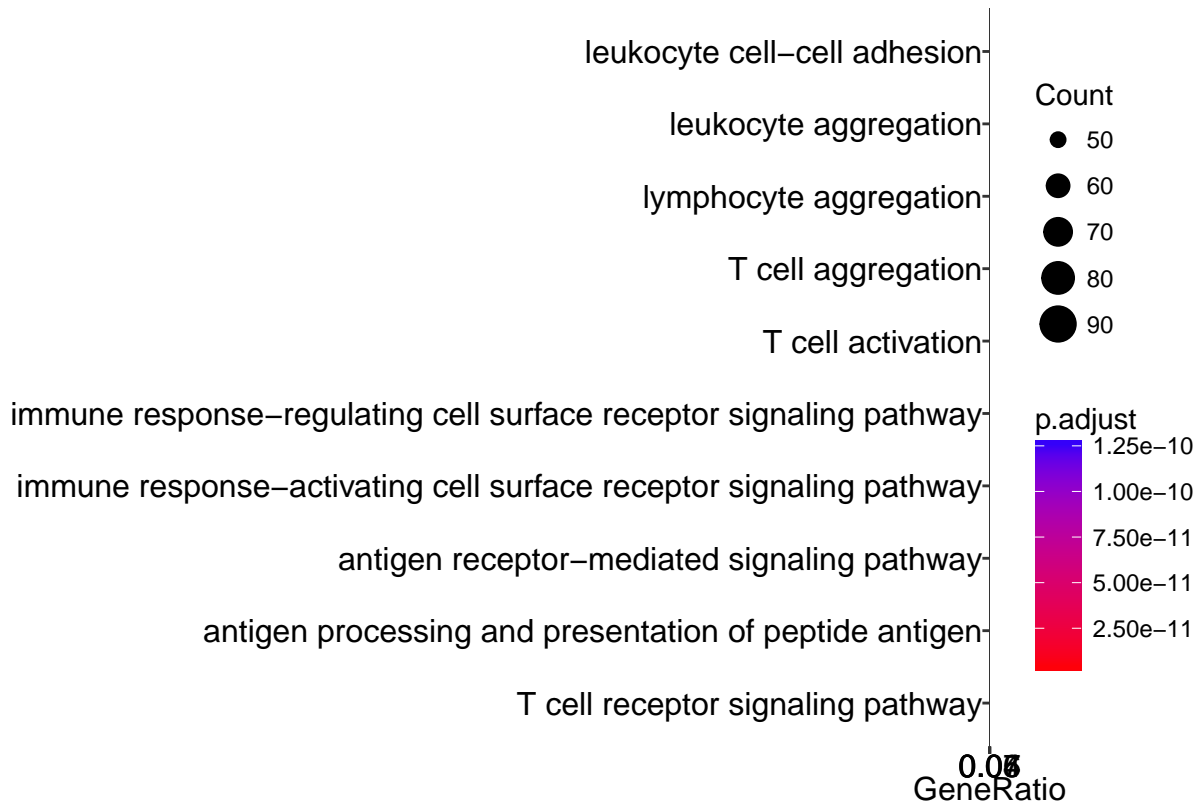 leukocyte cell−cell adhesion
leukocyte aggregation
lymphocyte aggregation
T cell aggregation
T cell activation
immune response−regulating cell surface receptor signaling pathway
immune response−activating cell surface receptor signaling pathway
antigen receptor−mediated signaling pathway
antigen processing and presentation of peptide antigen
T cell receptor signaling pathway
GeneRatio
Count
50
60
70
80
90
p.adjust
1.25e−10
1.00e−10
7.50e−11
5.00e−11
2.50e−11